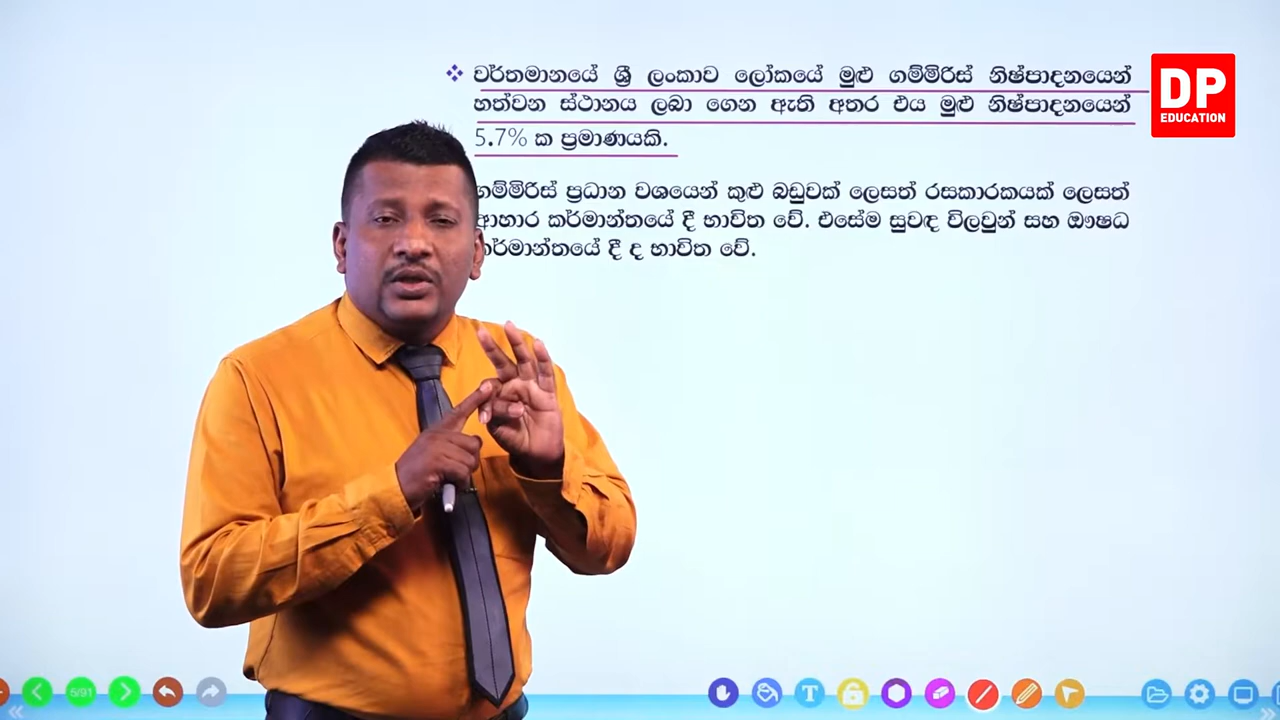 ❖ වර්තමානයේ ශ්‍රී ලංකාව ලෝකයේ මුළු ගම්මිරිස් නිෂ්පාදනයෙන්
හත්වන ස්ථානය ලබා ගෙන ඇති අතර එය මුළු නිෂ්පාදනයෙන්
5.7% ක ප්‍රමාණයකි.
ගම්මිරිස් ප්‍රධාන වශයෙන් කුළු බඩුවක් ලෙසත් රසකාරකයක් ලෙසත්
ආහාර කර්මාන්තයේ දී භාවිත වේ. එසේම සුවඳ විලවුන් සහ ඖෂධ
කර්මාන්තයේ දී ද භාවිත වේ.
DP
EDUCATION
5/91
T